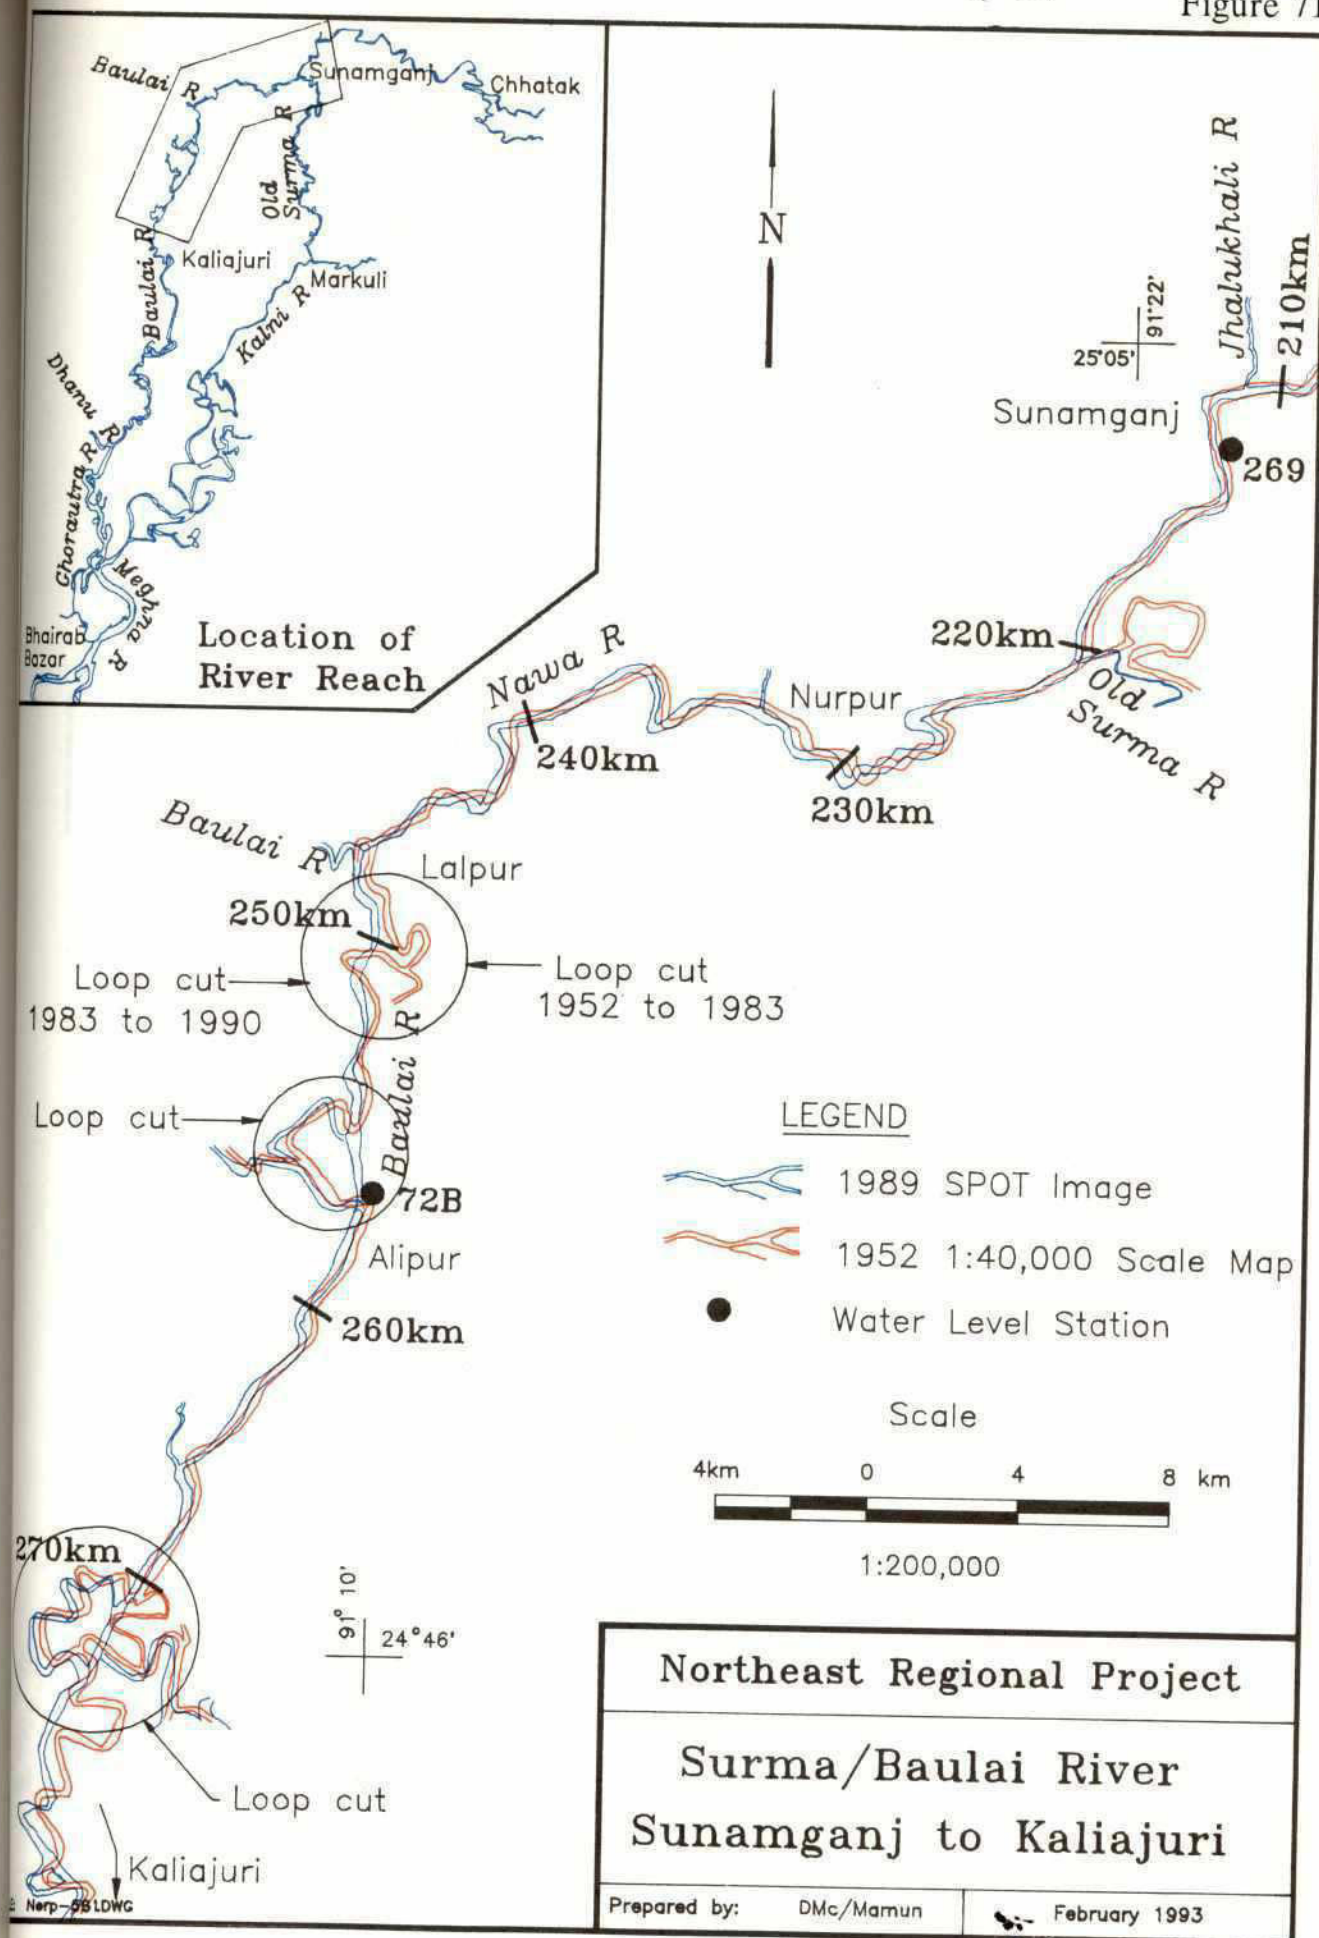 Figure 71
Baulai R
Sunamganj
Chhatak
Old
Surma R
Baulai R
Kaliajuri
Markuli
Kalni R
Dhanu R
Ghorautra R
Meghna R
Bhairab
Bazar
Location of
River Reach
N
Jhalukhali R
91°22'
25°05'
210km
Sunamganj
269
220km
Old
Surma R
Nawa R
Nurpur
240km
230km
Baulai R
Lalpur
250km
Loop cut
1983 to 1990
Loop cut
1952 to 1983
Baulai R
Loop cut
72B
Alipur
260km
LEGEND
1989 SPOT Image
1952 1:40,000 Scale Map
Water Level Station
Scale
4km 0 4 8 km
1:200,000
270km
91° 10'
24°46'
Loop cut
Kaliajuri
Northeast Regional Project
Surma/Baulai River
Sunamganj to Kaliajuri
Prepared by: DMc/Mamun
February 1993